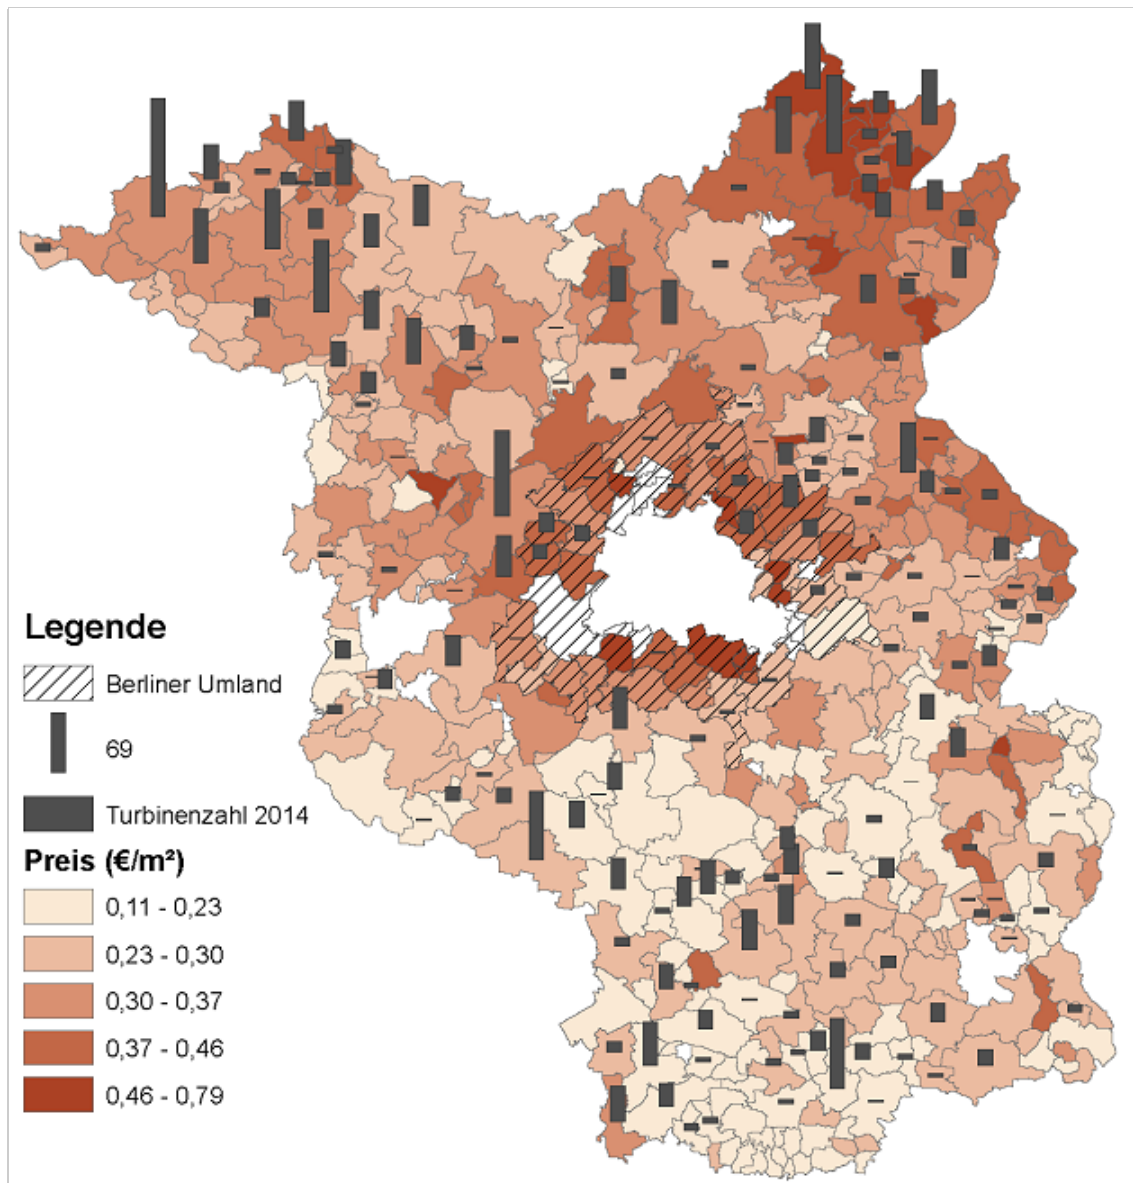 Legende
Berliner Umland
69
Turbinenzahl 2014
Preis (€/m²)
0,11 - 0,23
0,23 - 0,30
0,30 - 0,37
0,37 - 0,46
0,46 - 0,79